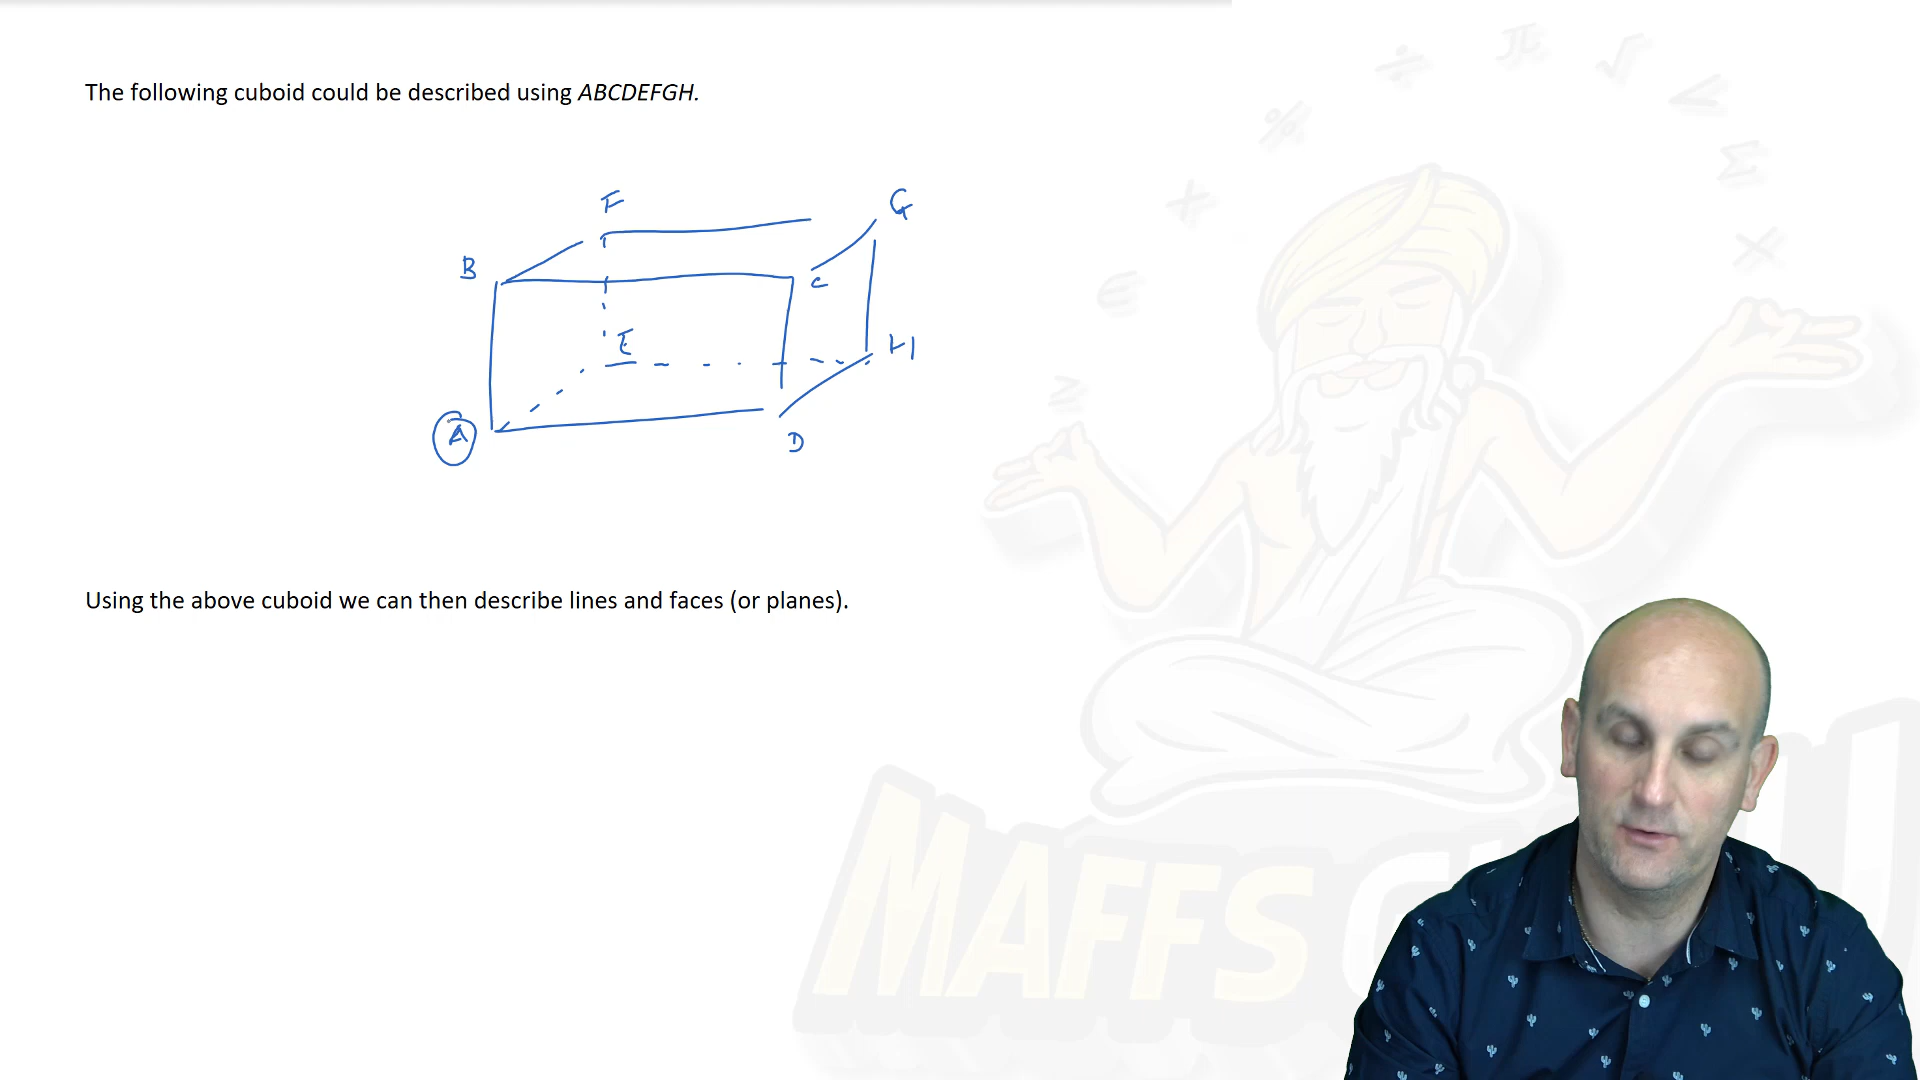 The following cuboid could be described using ABCDEFGH.
F
G
B
C
E
H
A
D
Using the above cuboid we can then describe lines and faces (or planes).
MAFFS G